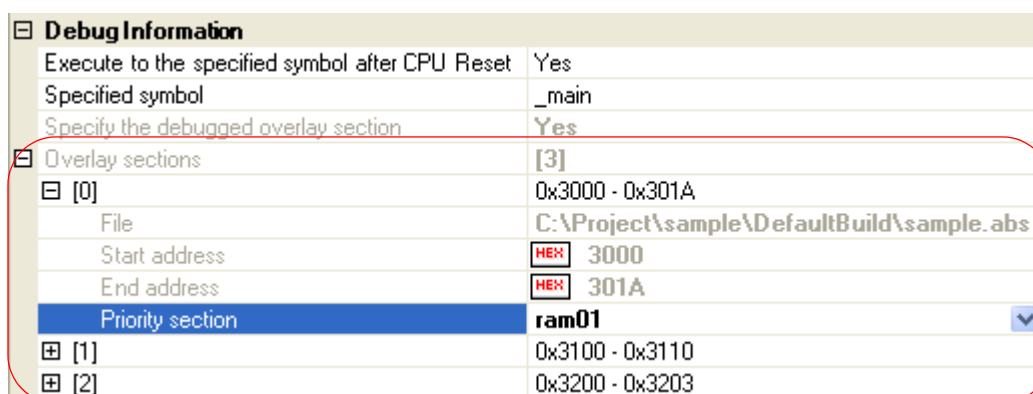 Debug Information
Execute to the specified symbol after CPU Reset Yes
Specified symbol _main
Specify the debugged overlay section Yes
Overlay sections [3]
[0] 0x3000 - 0x301A
File C:\Project\sample\DefaultBuild\sample.abs
Start address HEX 3000
End address HEX 301A
Priority section ram01
[1] 0x3100 - 0x3110
[2] 0x3200 - 0x3203